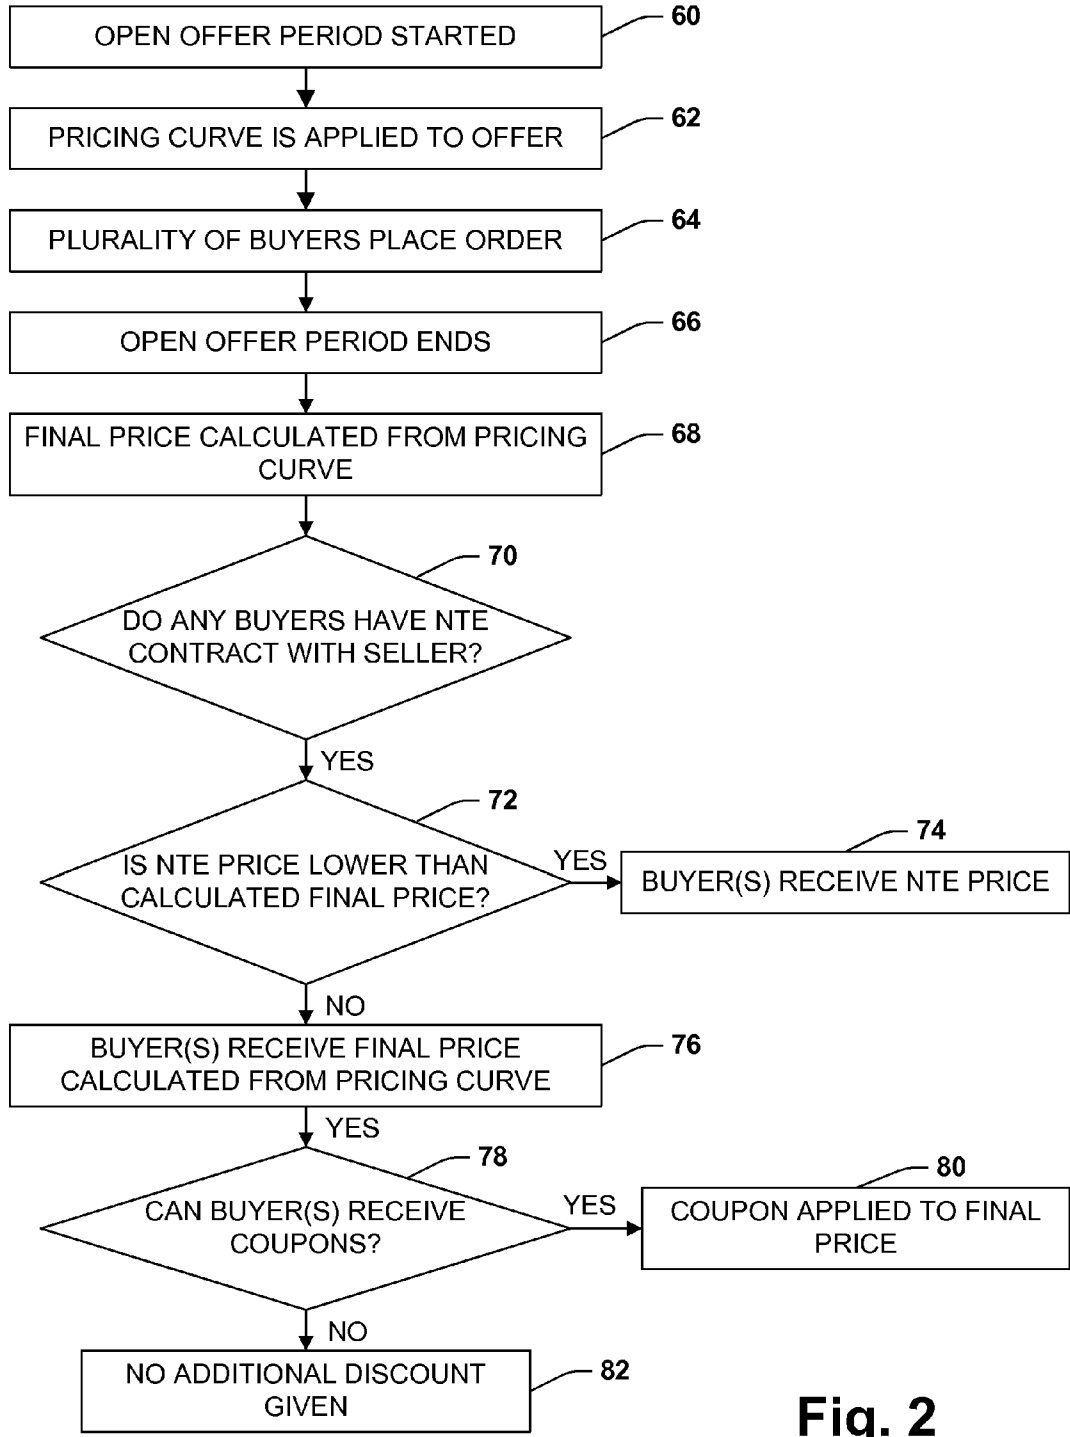 OPEN OFFER PERIOD STARTED
60
PRICING CURVE IS APPLIED TO OFFER
62
PLURALITY OF BUYERS PLACE ORDER
64
OPEN OFFER PERIOD ENDS
66
FINAL PRICE CALCULATED FROM PRICING
CURVE
68
70
DO ANY BUYERS HAVE NTE
CONTRACT WITH SELLER?
YES
72
IS NTE PRICE LOWER THAN
CALCULATED FINAL PRICE?
YES
74
BUYER(S) RECEIVE NTE PRICE
NO
BUYER(S) RECEIVE FINAL PRICE
CALCULATED FROM PRICING CURVE
76
YES
78
CAN BUYER(S) RECEIVE
COUPONS?
YES
80
COUPON APPLIED TO FINAL
PRICE
NO
NO ADDITIONAL DISCOUNT
GIVEN
82
Fig. 2